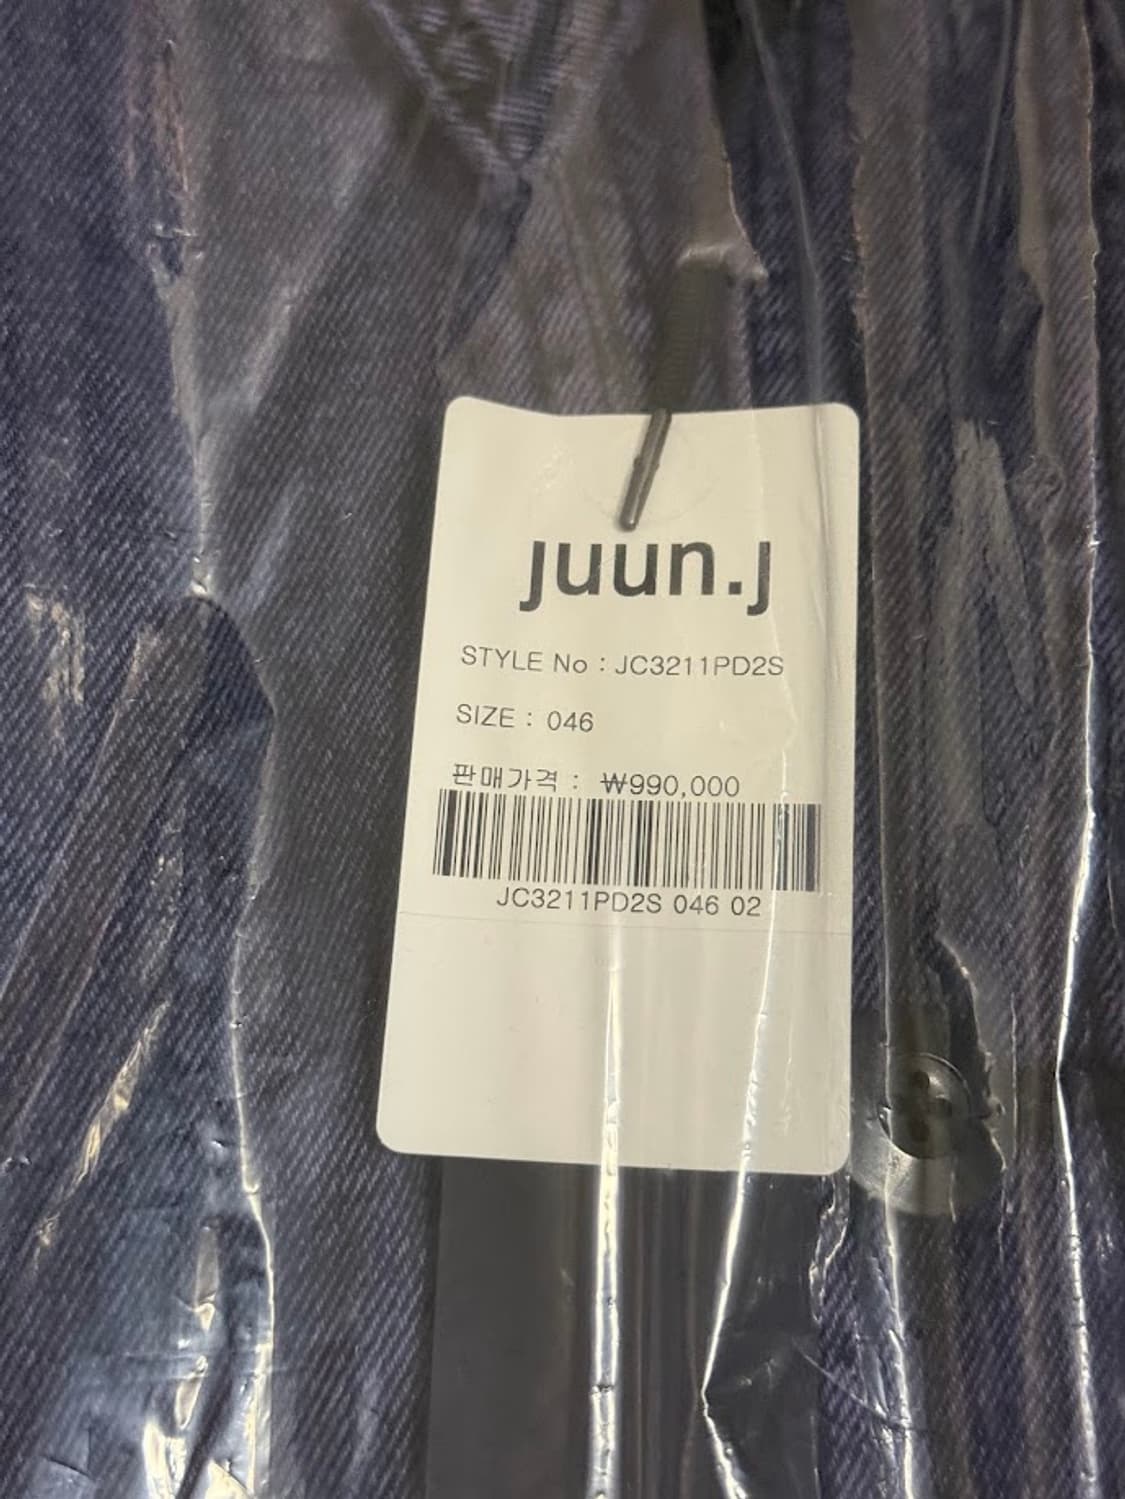 juun.j
STYLE No : JC3211PD2S
SIZE : 046
판매가격 : ₩990,000
JC3211PD2S 046 02